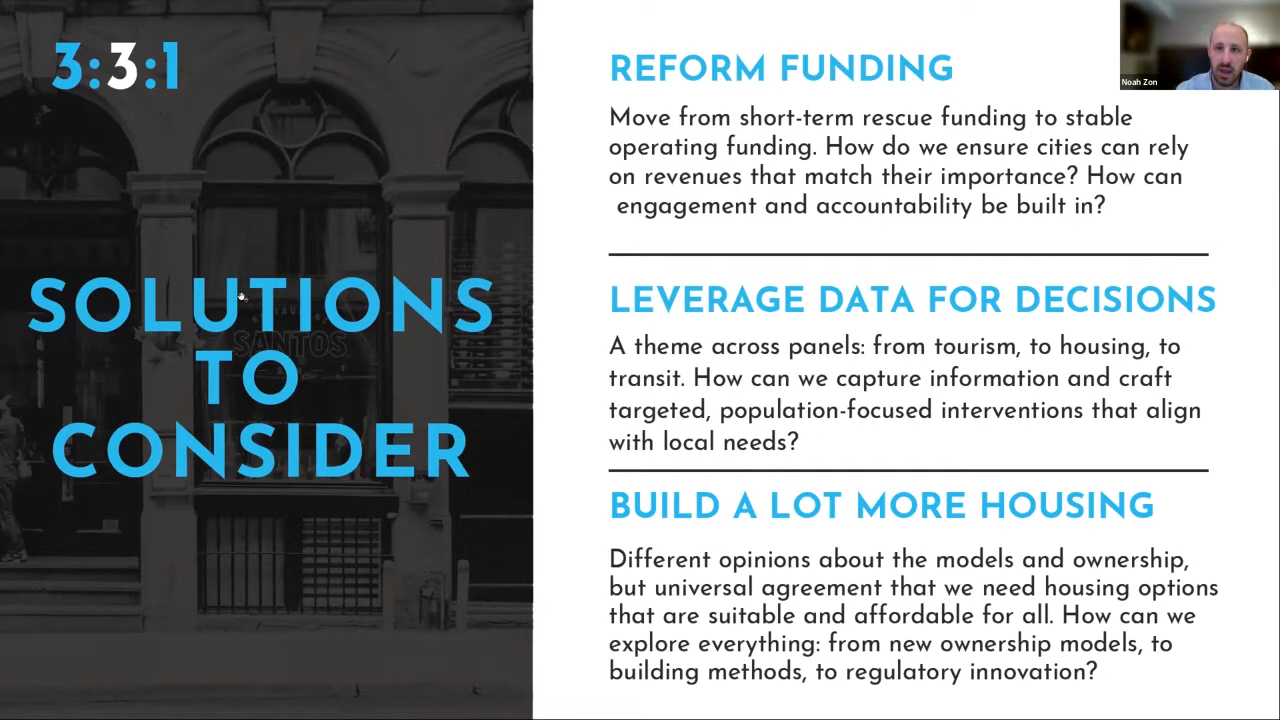 3:3:1
SOLUTIONS
TO
CONSIDER
SANTOS
REFORM FUNDING
Move from short-term rescue funding to stable
operating funding. How do we ensure cities can rely
on revenues that match their importance? How can
engagement and accountability be built in?
LEVERAGE DATA FOR DECISIONS
A theme across panels: from tourism, to housing, to
transit. How can we capture information and craft
targeted, population-focused interventions that align
with local needs?
BUILD A LOT MORE HOUSING
Different opinions about the models and ownership,
but universal agreement that we need housing options
that are suitable and affordable for all. How can we
explore everything: from new ownership models, to
building methods, to regulatory innovation?
Noah Zon